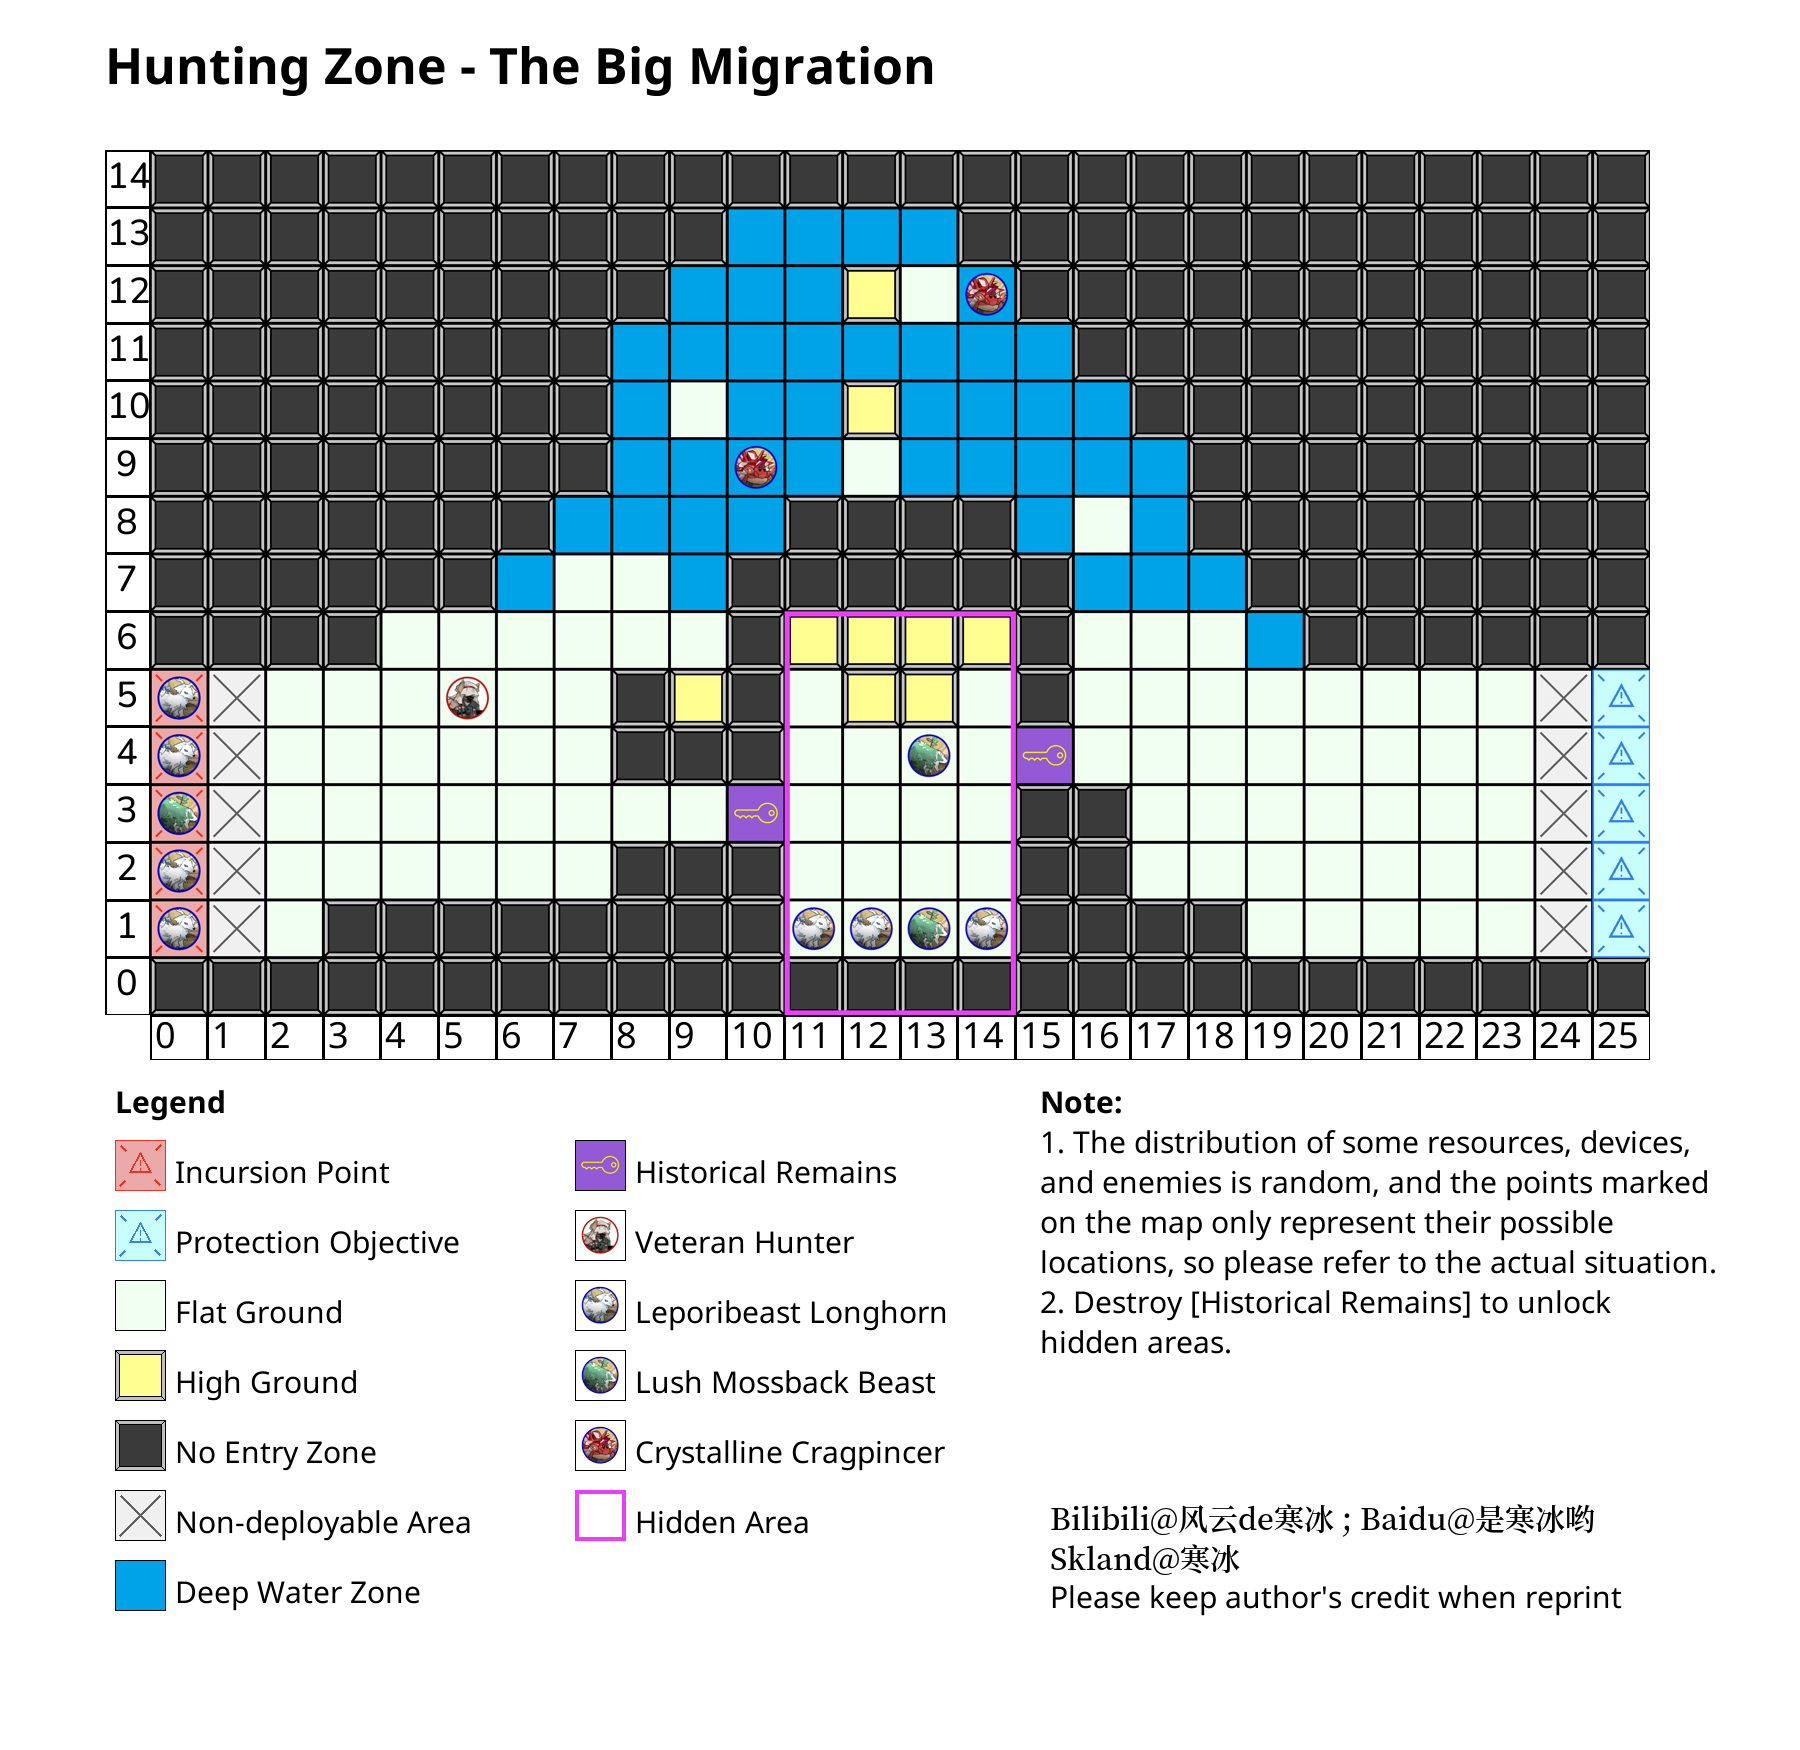 Hunting Zone - The Big Migration
14
13
12
11
10
9
8
7
6
5
4
3
2
1
0
0 1 2 3 4 5 6 7 8 9 10 11 12 13 14 15 16 17 18 19 20 21 22 23 24 25
Legend
Incursion Point
Protection Objective
Flat Ground
High Ground
No Entry Zone
Non-deployable Area
Deep Water Zone
Historical Remains
Veteran Hunter
Leporibeast Longhorn
Lush Mossback Beast
Crystalline Cragpincer
Hidden Area
Note:
1. The distribution of some resources, devices,
and enemies is random, and the points marked
on the map only represent their possible
locations, so please refer to the actual situation.
2. Destroy [Historical Remains] to unlock
hidden areas.
Bilibili@风云de寒冰 ; Baidu@是寒冰哟
Skland@寒冰
Please keep author's credit when reprint